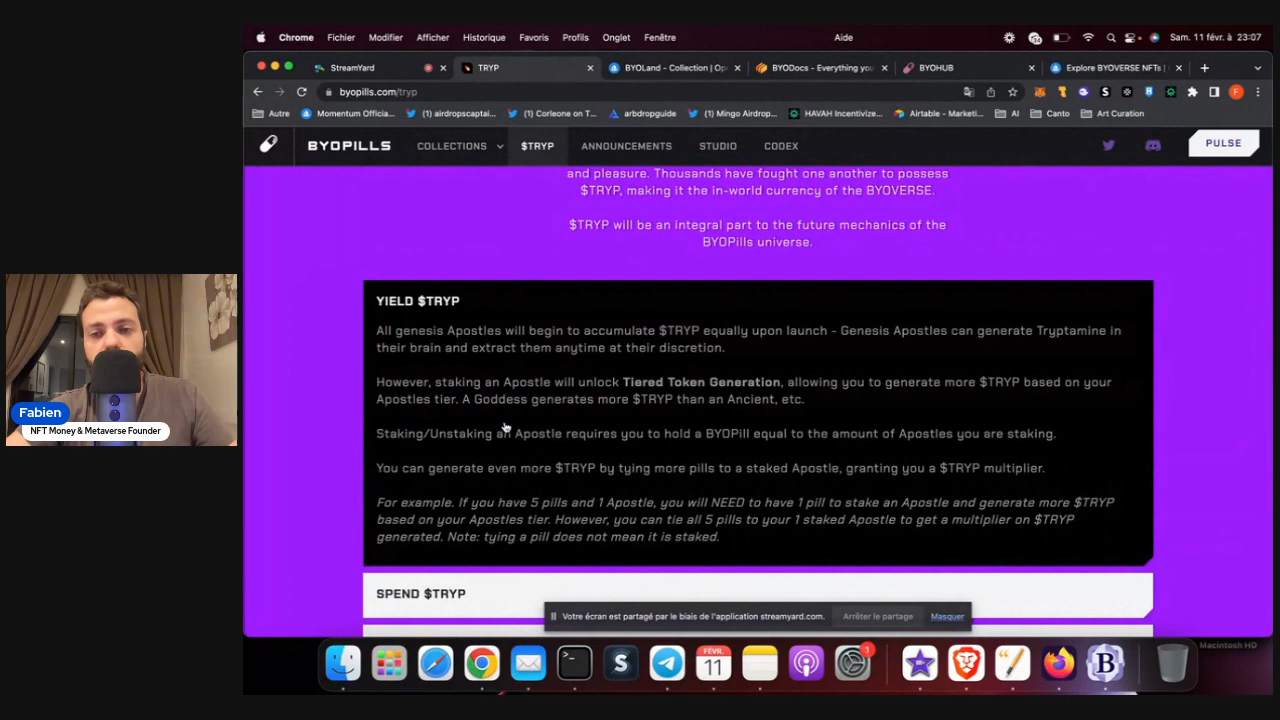 Chrome Fichier Modifier Afficher Historique Favoris Profils Onglet Fenêtre Aide Sam. 11 févr à 23:07
StreamYard TRYP BYOLand - Collection | Op BYODocs - Everything yo BYOHUB Explore BYOVERSE NFTs |
byopills.com/tryp
Autre Momentum Officia... (1) airdropscaptai... (1) Corleone on T... arbdropguide (1) Mingo Airdrop... HAVAH Incentivize... Airtable - Marketi... AI Canto Art Curation
BYOPILLS COLLECTIONS $TRYP ANNOUNCEMENTS STUDIO CODEX PULSE
and pleasure. Thousands have fought one another to possess
$TRYP, making it the in-world currency of the BYOVERSE.
$TRYP will be an integral part to the future mechanics of the
BYOPills universe.
YIELD $TRYP
All genesis Apostles will begin to accumulate $TRYP equally upon launch - Genesis Apostles can generate Tryptamine in
their brain and extract them anytime at their discretion.
However, staking an Apostle will unlock Tiered Token Generation, allowing you to generate more $TRYP based on your
Apostles tier. A Goddess generates more $TRYP than an Ancient, etc.
Staking/Unstaking an Apostle requires you to hold a BYOPill equal to the amount of Apostles you are staking.
You can generate even more $TRYP by tying more pills to a staked Apostle, granting you a $TRYP multiplier.
For example. If you have 5 pills and 1 Apostle, you will NEED to have 1 pill to stake an Apostle and generate more $TRYP
based on your Apostles tier. However, you can tie all 5 pills to your 1 staked Apostle to get a multiplier on $TRYP
generated. Note: tying a pill does not mean it is staked.
SPEND $TRYP
Votre écran est partagé par le biais de l'application streamyard.com. Arrêter le partage Masquer
Fabien
NFT Money & Metaverse Founder
Macintosh HD
FÉVR.
11
1